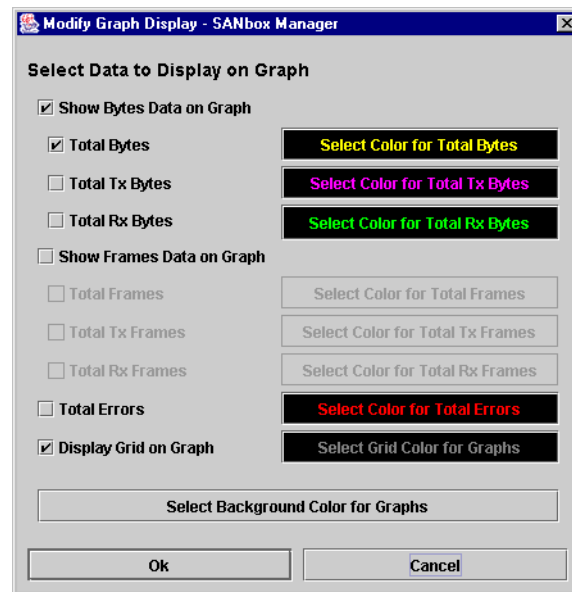 Modify Graph Display - SANbox Manager
Select Data to Display on Graph
Show Bytes Data on Graph
Total Bytes Select Color for Total Bytes
Total Tx Bytes Select Color for Total Tx Bytes
Total Rx Bytes Select Color for Total Rx Bytes
Show Frames Data on Graph
Total Frames Select Color for Total Frames
Total Tx Frames Select Color for Total Tx Frames
Total Rx Frames Select Color for Total Rx Frames
Total Errors Select Color for Total Errors
Display Grid on Graph Select Grid Color for Graphs
Select Background Color for Graphs
Ok Cancel